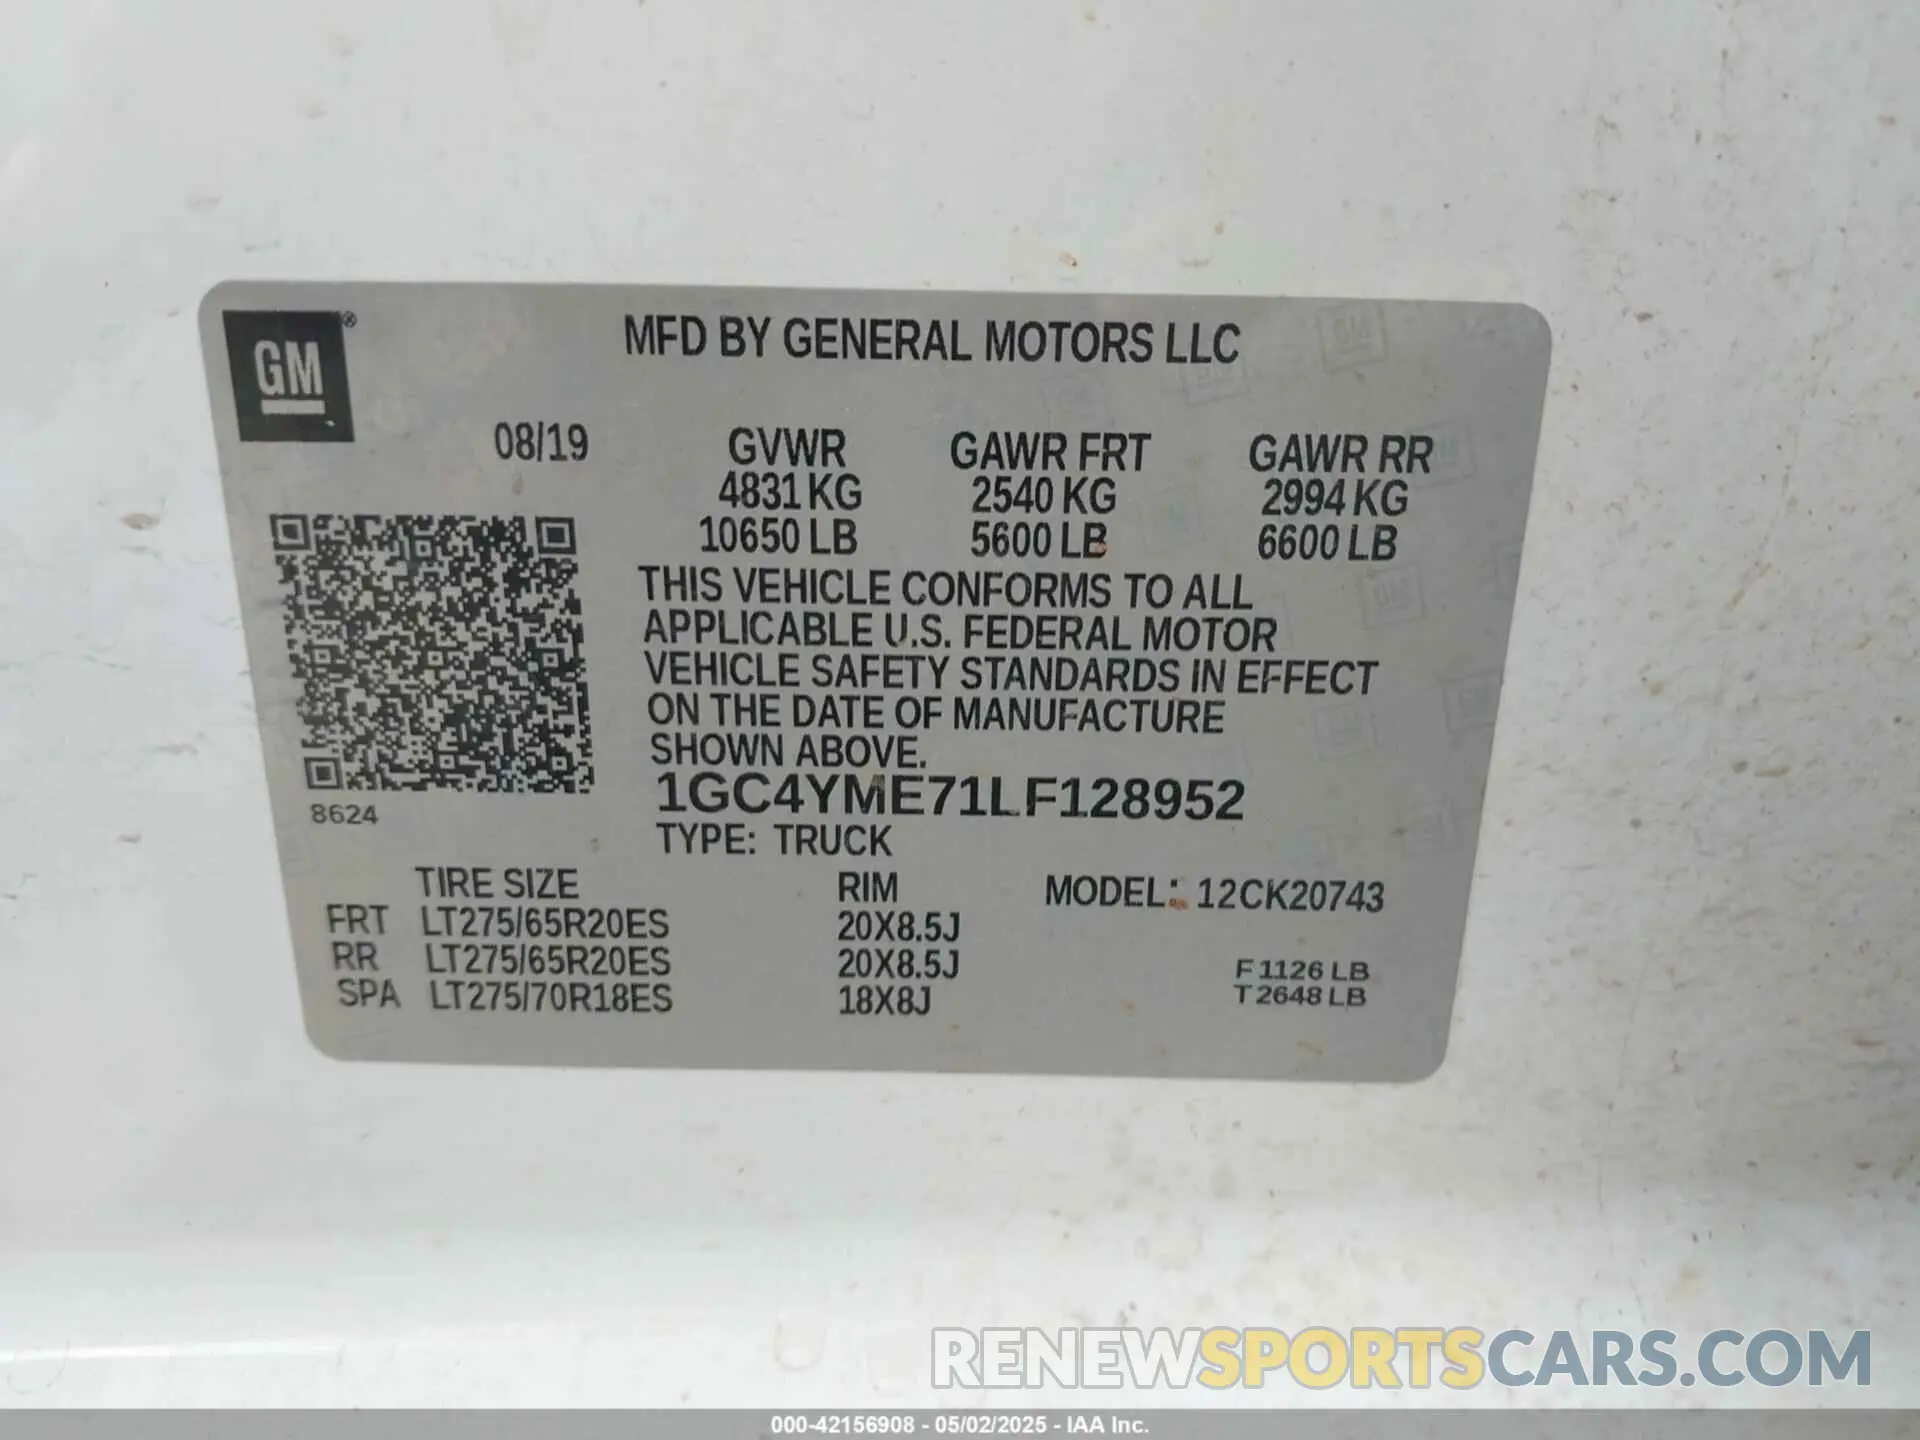 MFD BY GENERAL MOTORS LLC
GM®
08/19
GVWR GAWR FRT GAWR RR
4831 KG 2540 KG 2994 KG
10650 LB 5600 LB 6600 LB
THIS VEHICLE CONFORMS TO ALL
APPLICABLE U.S. FEDERAL MOTOR
VEHICLE SAFETY STANDARDS IN EFFECT
ON THE DATE OF MANUFACTURE
SHOWN ABOVE.
1GC4YME71LF128952
8624
TYPE: TRUCK
TIRE SIZE RIM MODEL: 12CK20743
FRT LT275/65R20ES 20X8.5J
RR LT275/65R20ES 20X8.5J F1126 LB
SPA LT275/70R18ES 18X8J T2648 LB
RENEWSPORTSCARS.COM
000-42156908 - 05/02/2025 - IAA Inc.